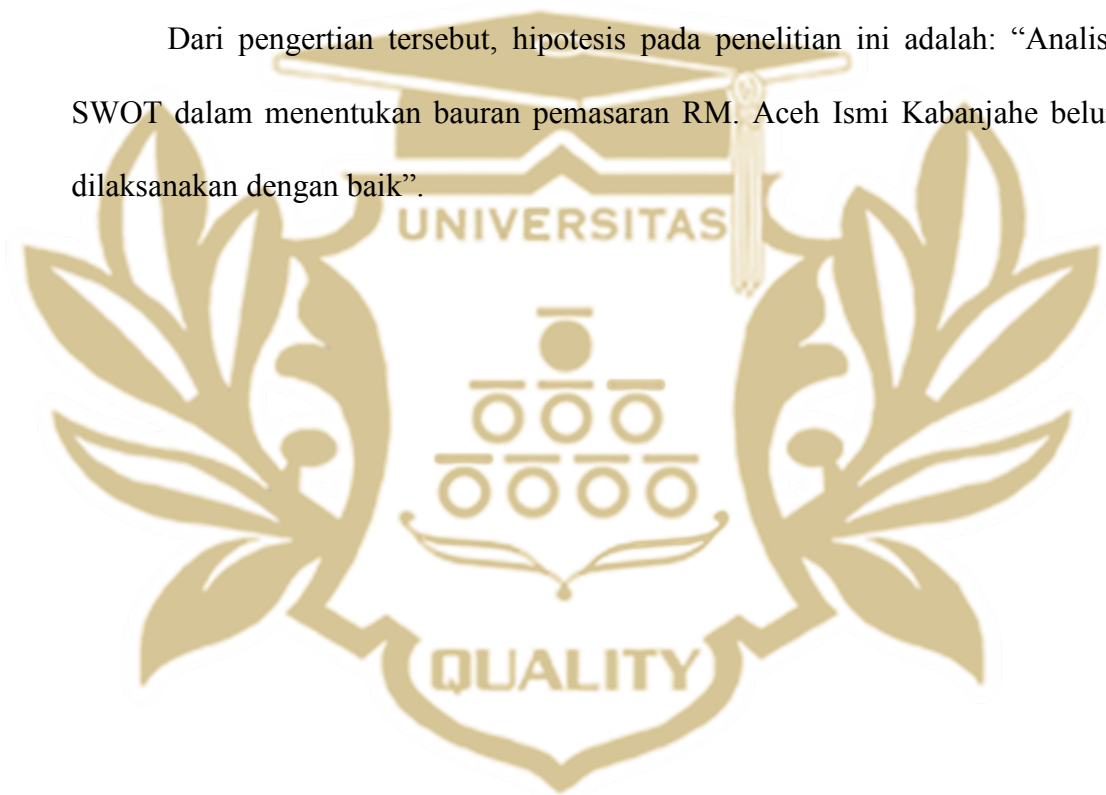 Dari pengertian tersebut, hipotesis pada penelitian ini adalah: “Analis
SWOT dalam menentukan bauran pemasaran RM. Aceh Ismi Kabanjahe belu
dilaksanakan dengan baik”.
UNIVERSITAS
QUALITY